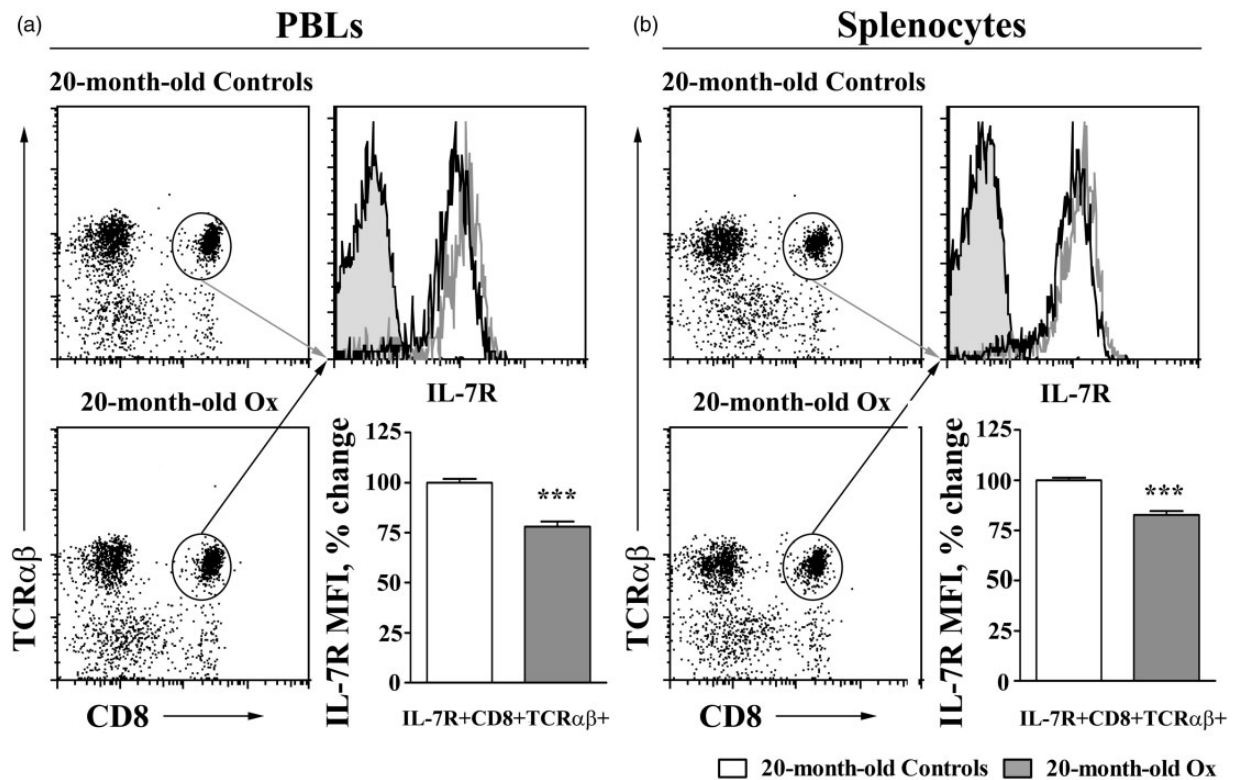 (a)
PBLs
20-month-old Controls
IL-7R
20-month-old Ox
TCRαβ
CD8
IL-7R MFI, % change
125
100
75
50
25
0
***
IL-7R+CD8+TCRαβ+
(b)
Splenocytes
20-month-old Controls
IL-7R
20-month-old Ox
TCRαβ
CD8
IL-7R MFI, % change
125
100
75
50
25
0
***
IL-7R+CD8+TCRαβ+
20-month-old Controls
20-month-old Ox